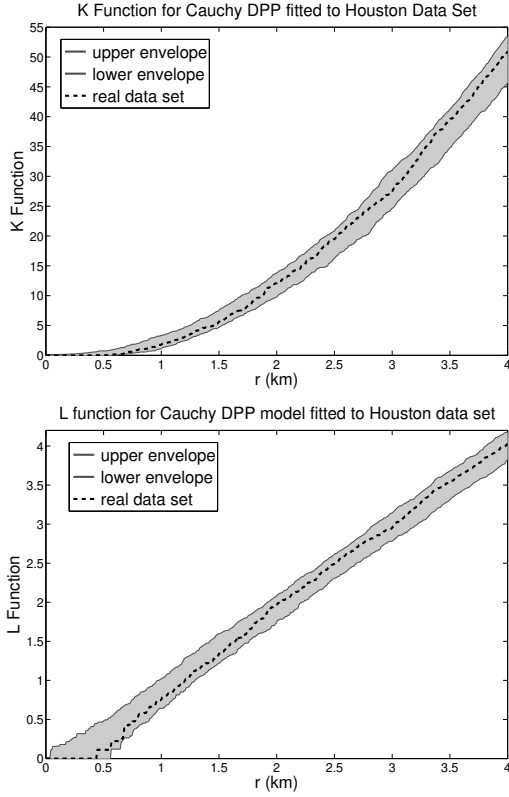 K Function for Cauchy DPP fitted to Houston Data Set
55
50
45
40
35
30
25
20
15
10
5
0
K Function
upper envelope
lower envelope
real data set
0 0.5 1 1.5 2 2.5 3 3.5 4
r (km)
L function for Cauchy DPP model fitted to Houston data set
4
3.5
3
2.5
2
1.5
1
0.5
0
L Function
upper envelope
lower envelope
real data set
0 0.5 1 1.5 2 2.5 3 3.5 4
r (km)